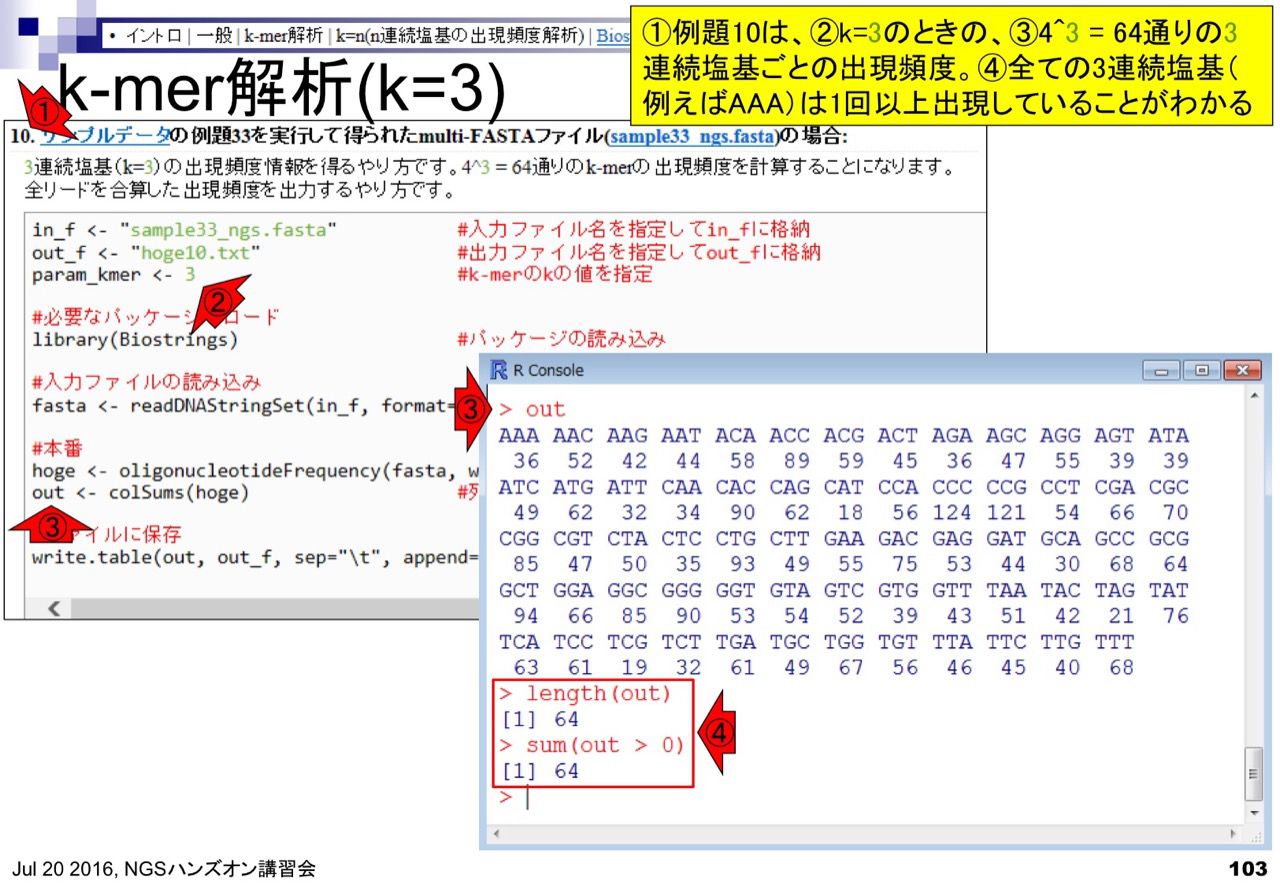 • イントロ | 一般 | k-mer解析 | k=n(n連続塩基の出現頻度解析) | Bios
①例題10は、②k=3のときの、③4^3 = 64通りの3
連続塩基ごとの出現頻度。④全ての3連続塩基(
例えばAAA)は1回以上出現していることがわかる
k-mer解析(k=3)
①
10. サンプルデータの例題33を実行して得られたmulti-FASTAファイル(sample33_ngs.fasta)の場合:
3連続塩基(k=3)の出現頻度情報を得るやり方です。4^3 = 64通りのk-merの出現頻度を計算することになります。
全リードを合算した出現頻度を出力するやり方です。
in_f <- "sample33_ngs.fasta" #入力ファイル名を指定してin_fに格納
out_f <- "hoge10.txt" #出力ファイル名を指定してout_fに格納
param_kmer <- 3 #k-merのkの値を指定
②
#必要なパッケージ ロード
library(Biostrings) #パッケージの読み込み
#入力ファイルの読み込み
fasta <- readDNAStringSet(in_f, format=
#本番
hoge <- oligonucleotideFrequency(fasta, w
out <- colSums(hoge) #列
③
ァイルに保存
write.table(out, out_f, sep="\t", append=
R Console
③
> out
AAA AAC AAG AAT ACA ACC ACG ACT AGA AGC AGG AGT ATA
36 52 42 44 58 89 59 45 36 47 55 39 39
ATC ATG ATT CAA CAC CAG CAT CCA CCC CCG CCT CGA CGC
49 62 32 34 90 62 18 56 124 121 54 66 70
CGG CGT CTA CTC CTG CTT GAA GAC GAG GAT GCA GCC GCG
85 47 50 35 93 49 55 75 53 44 30 68 64
GCT GGA GGC GGG GGT GTA GTC GTG GTT TAA TAC TAG TAT
94 66 85 90 53 54 52 39 43 51 42 21 76
TCA TCC TCG TCT TGA TGC TGG TGT TTA TTC TTG TTT
63 61 19 32 61 49 67 56 46 45 40 68
> length(out)
[1] 64
> sum(out > 0)
[1] 64
>
④
Jul 20 2016, NGSハンズオン講習会
103